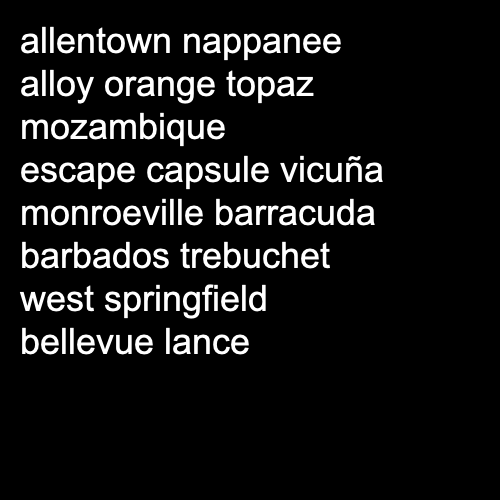 allentown nappanee
alloy orange topaz
mozambique
escape capsule vicuña
monroeville barracuda
barbados trebuchet
west springfield
bellevue lance